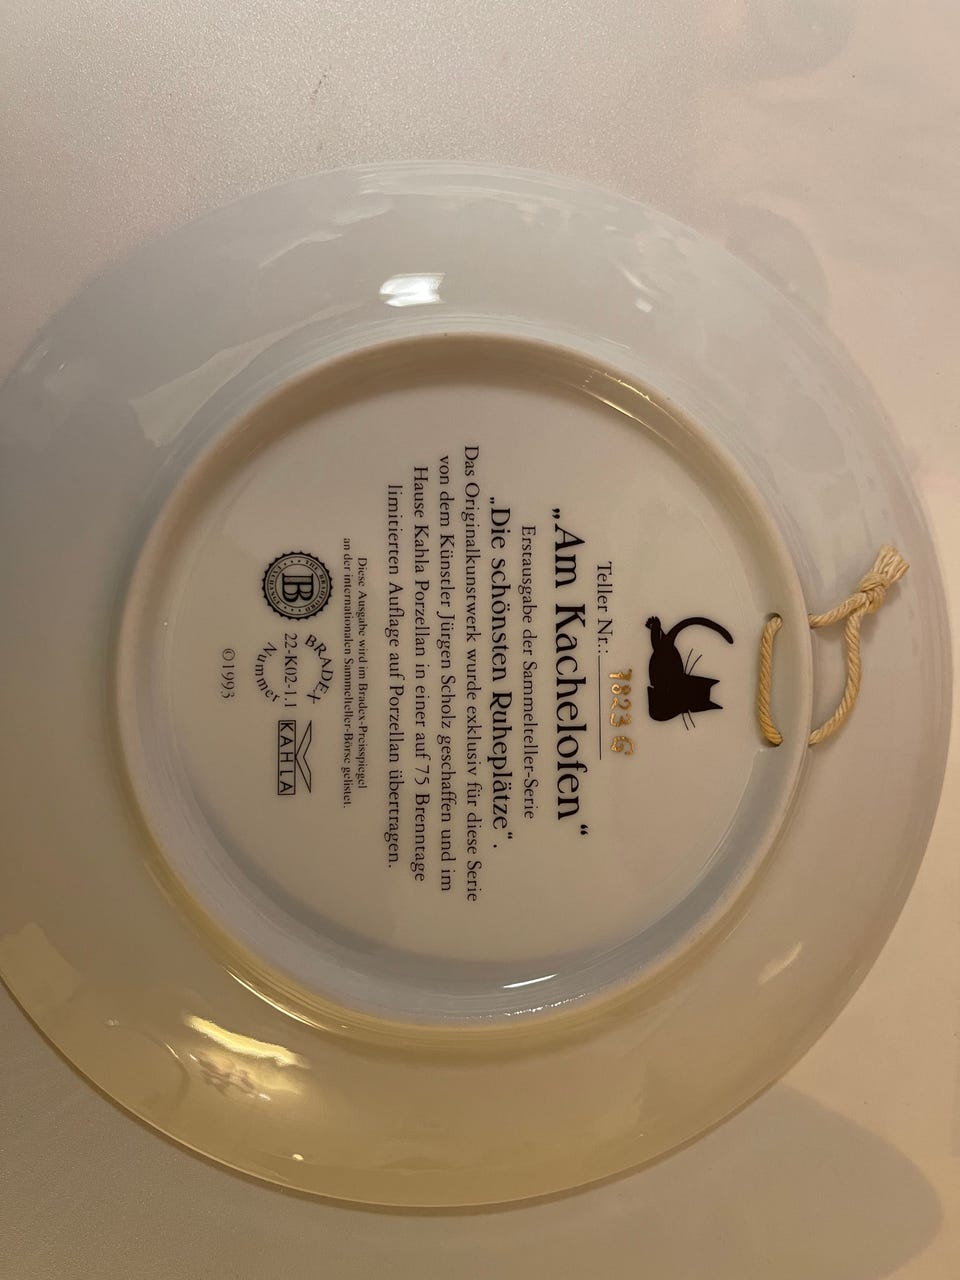 Teller Nr.:
„Am Kachelofen“
Erstausgabe der Sammelteller-Serie
„Die schönsten Ruheplätze“.
Das Originalkunstwerk wurde exklusiv für diese Serie
von dem Künstler Jürgen Scholz geschaffen und im
Hause Kahla Porzellan in einer auf 75 Brenntage
limitierten Auflage auf Porzellan übertragen.
Diese Ausgabe wird im Bradex-Preisspiegel
an der internationalen Sammelteller-Börse gelistet.
B
BRADEX
22-K02-1.1
Nummer
KAHLA
©1993